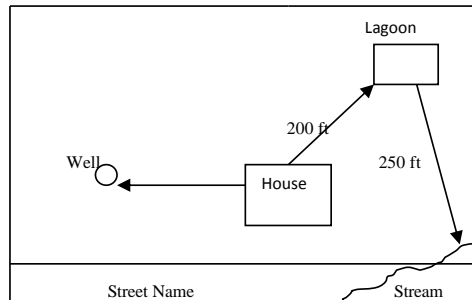 Lagoon
200 ft
Well
250 ft
House
Street Name
Stream